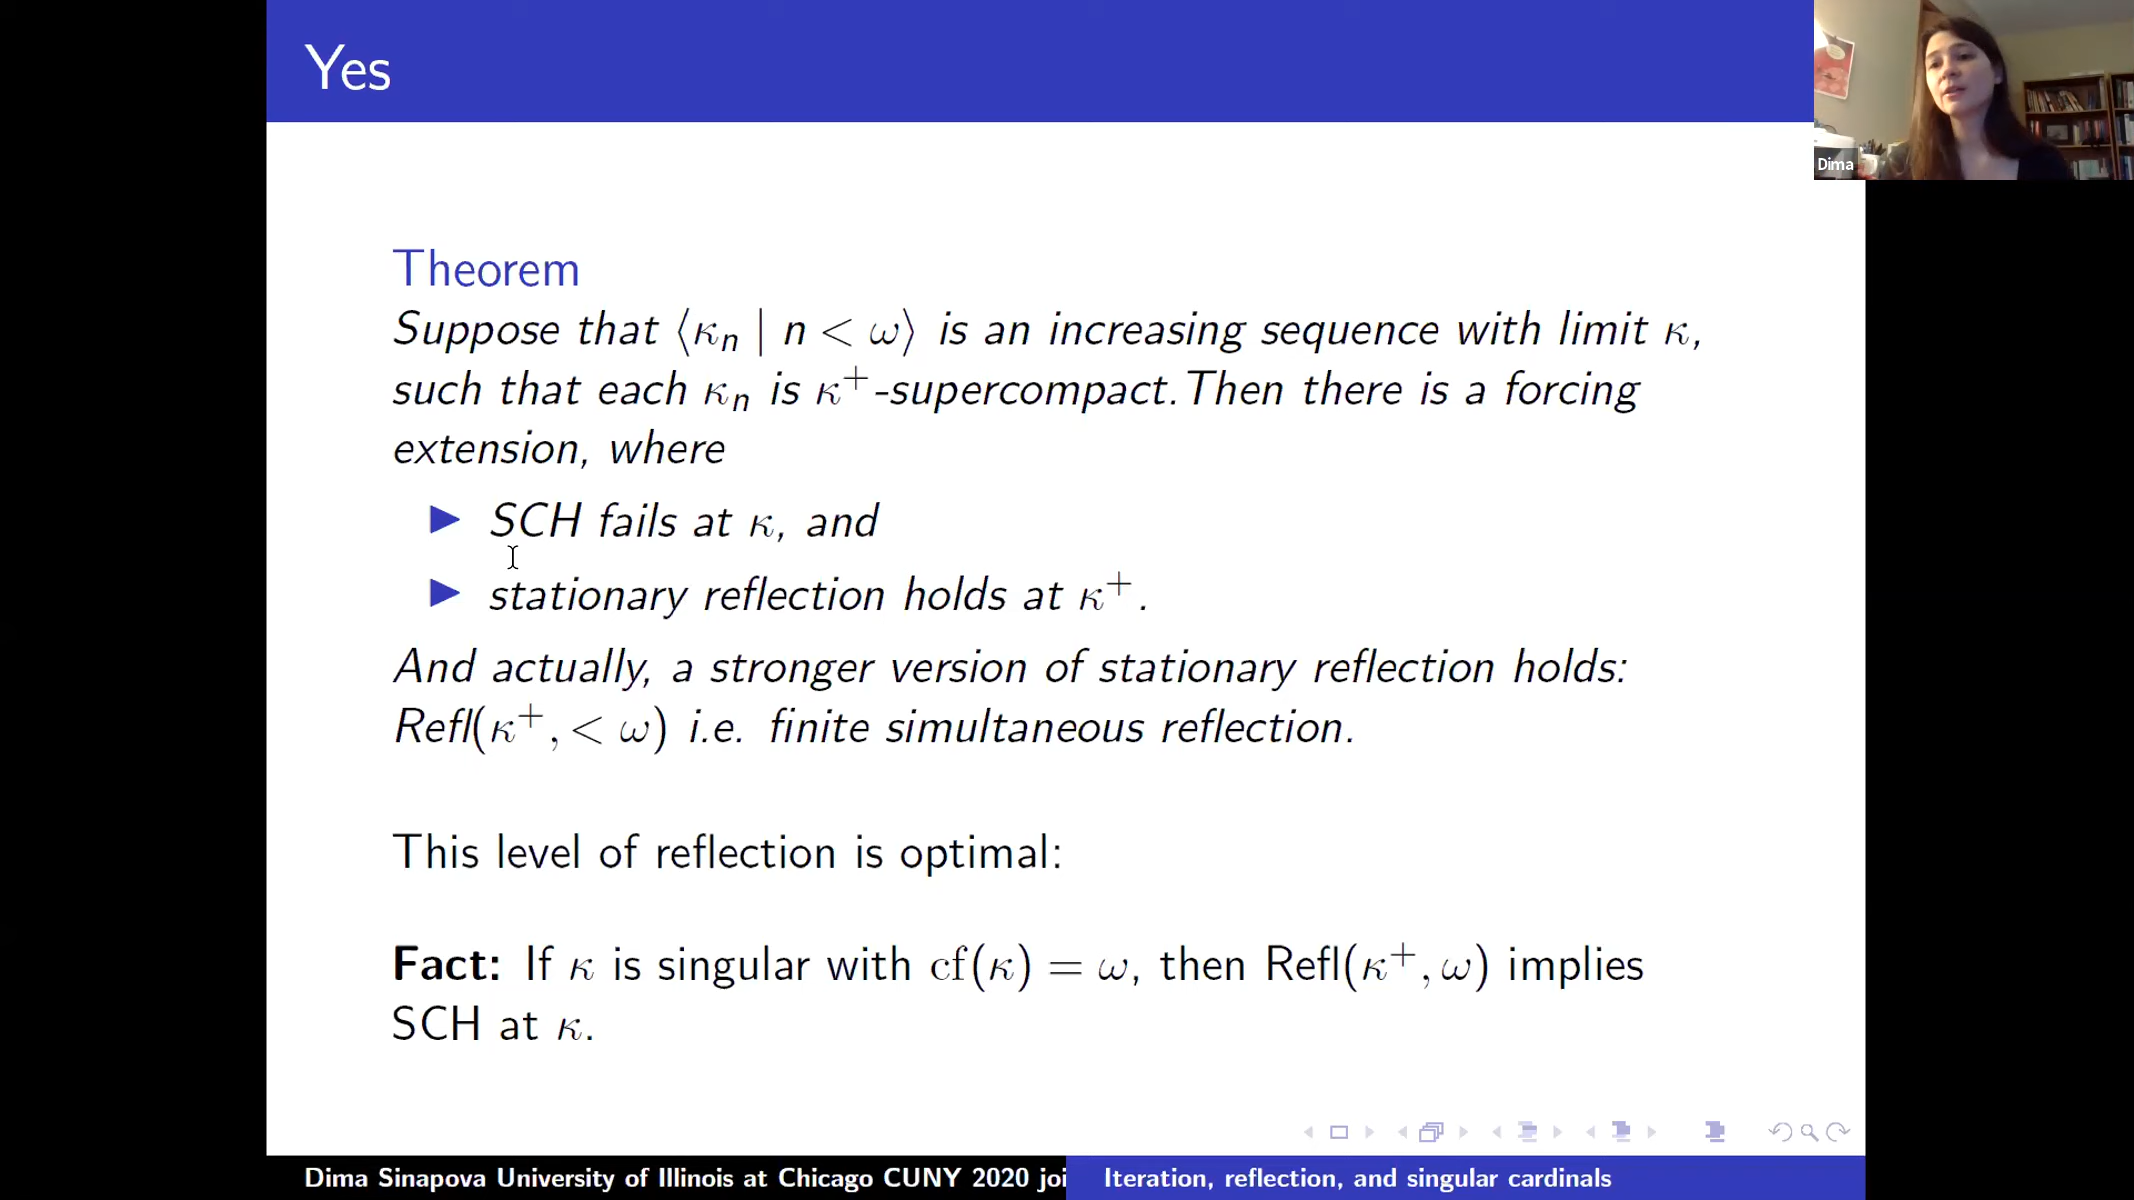 Yes
Dima
Theorem
Suppose that ⟨κₙ | n < ω⟩ is an increasing sequence with limit κ,
such that each κₙ is κ⁺-supercompact.Then there is a forcing
extension, where
▶ SCH fails at κ, and
▶ stationary reflection holds at κ⁺.
And actually, a stronger version of stationary reflection holds:
Refl(κ⁺, < ω) i.e. finite simultaneous reflection.
This level of reflection is optimal:
Fact: If κ is singular with cf(κ) = ω, then Refl(κ⁺, ω) implies
SCH at κ.
Dima Sinapova University of Illinois at Chicago CUNY 2020 joi
Iteration, reflection, and singular cardinals